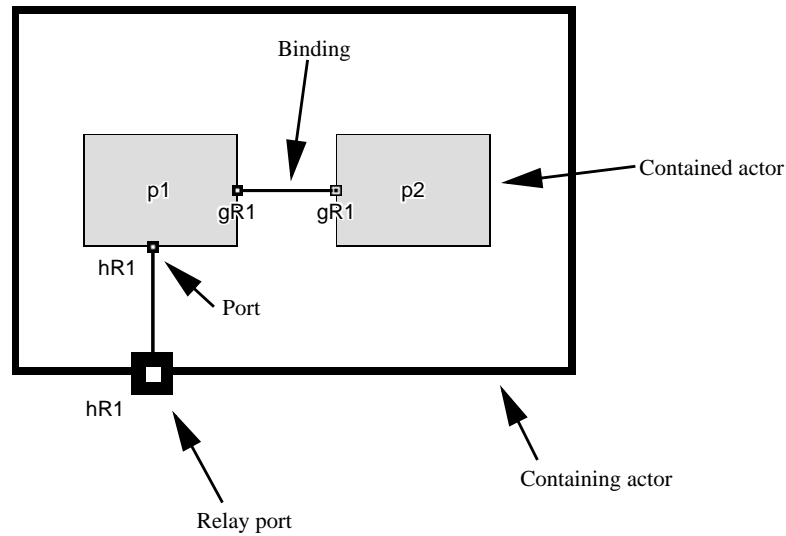 Binding
Contained actor
p1
p2
gR1
gR1
hR1
Port
hR1
Containing actor
Relay port